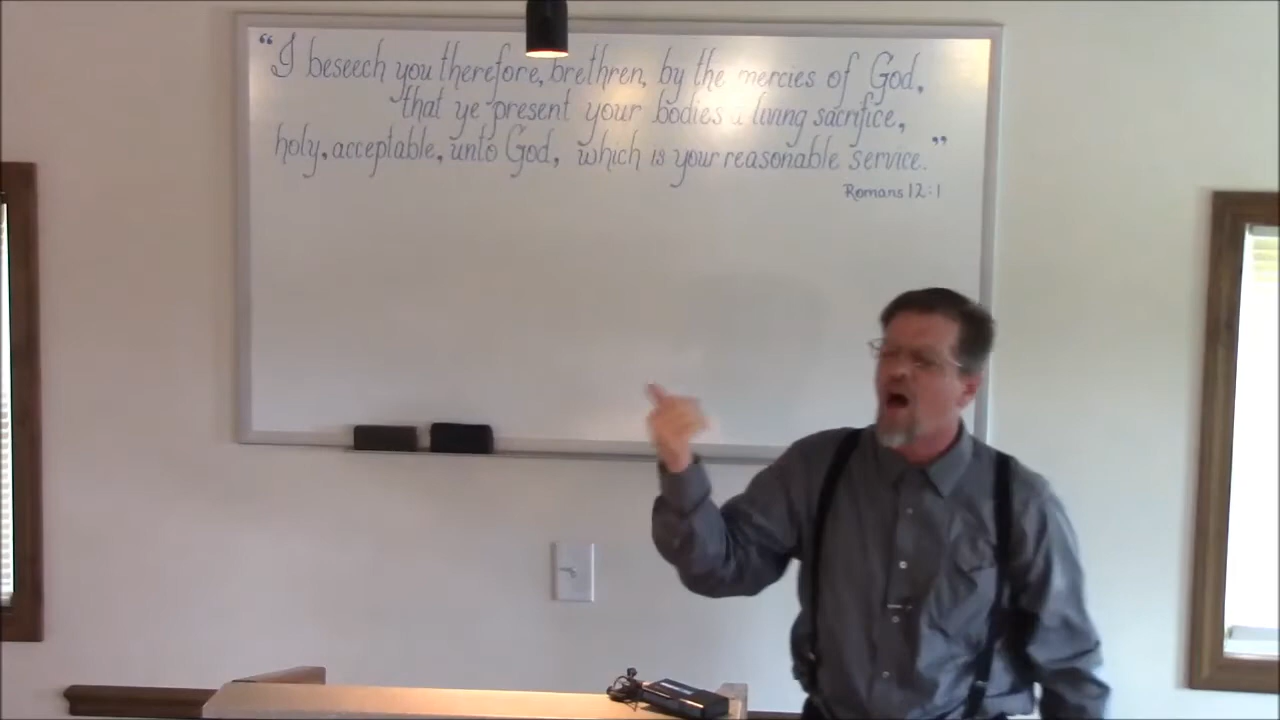 “I beseech you therefore, brethren, by the mercies of God,
that ye present your bodies a living sacrifice,
holy, acceptable, unto God, which is your reasonable service.”
Romans 12:1